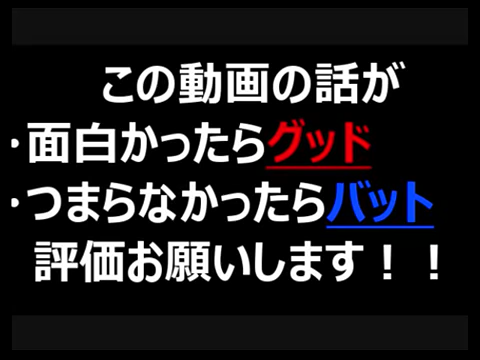 この動画の話が
・面白かったらグッド
・つまらなかったらバット
評価お願いします！！